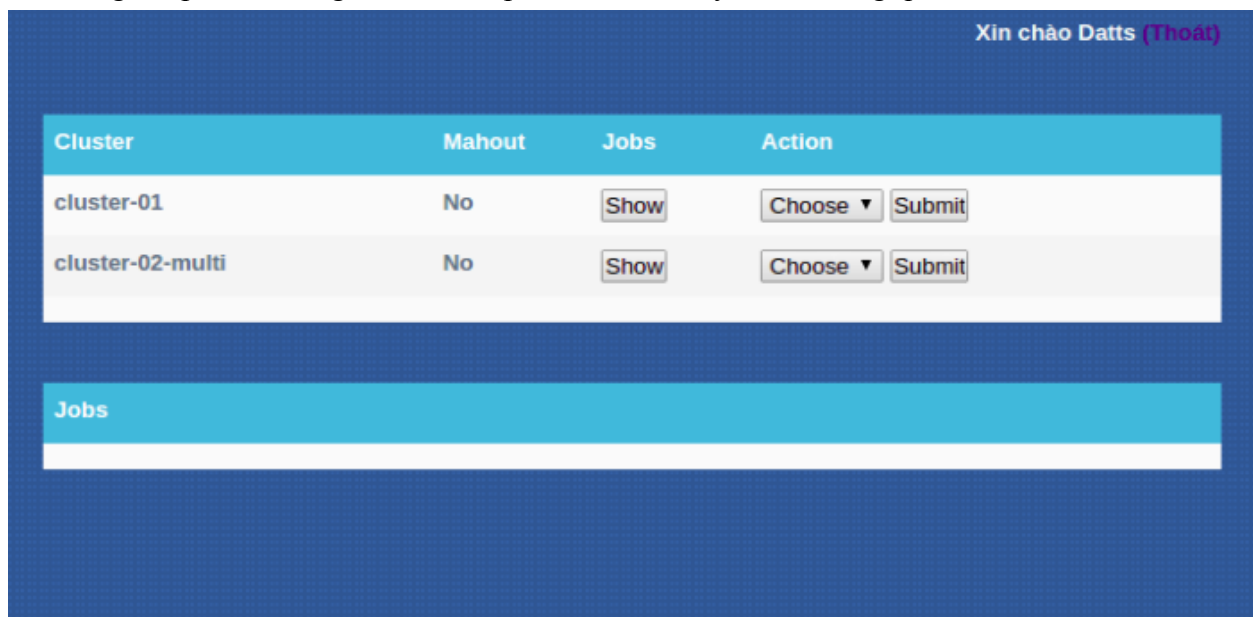 Xin chào Datts (Thoát)
Cluster Mahout Jobs Action
cluster-01 No Show Choose Submit
cluster-02-multi No Show Choose Submit
Jobs